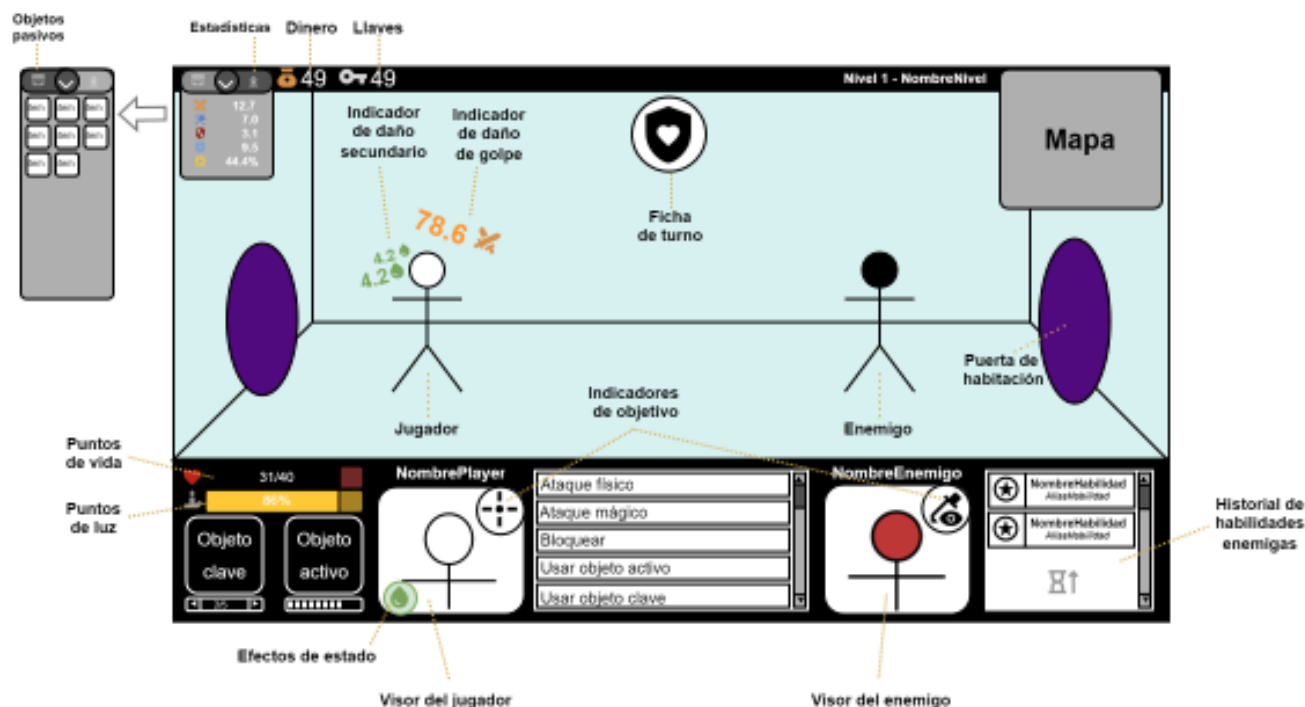 Objetos
pasivos
Estadísticas
Dinero
Llaves
49
49
Nivel 1 - NombreNivel
12.7
7.0
3.1
9.5
44.4%
Indicador
de daño
secundario
Indicador
de daño
de golpe
Mapa
78.6
4.2
4.2
Ficha
de turno
Puerta de
habitación
Jugador
Indicadores
de objetivo
Enemigo
Puntos
de vida
31/40
Puntos
de luz
86%
NombrePlayer
Ataque físico
Ataque mágico
Bloquear
Usar objeto activo
Usar objeto clave
NombreEnemigo
NombreHabilidad
AliasHabilidad
NombreHabilidad
AliasHabilidad
Historial de
habilidades
enemigas
Objeto
clave
Objeto
activo
Efectos de estado
Visor del jugador
Visor del enemigo